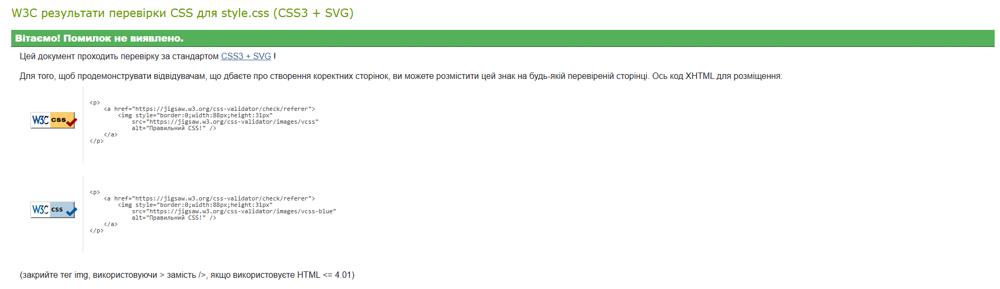 W3C результати перевірки CSS для style.css (CSS3 + SVG)
Вітаємо! Помилок не виявлено.
Цей документ проходить перевірку за стандартом CSS3 + SVG !
Для того, щоб продемонструвати відвідувачам, що дбаєте про створення коректних сторінок, ви можете розмістити цей знак на будь-якій перевіреній сторінці. Ось код XHTML для розміщення:
W3C css
<p>
    <a href="https://jigsaw.w3.org/css-validator/check/referer">
        <img style="border:0;width:88px;height:31px"
            src="https://jigsaw.w3.org/css-validator/images/vcss"
            alt="Правильний CSS!" />
    </a>
</p>
W3C css
<p>
    <a href="https://jigsaw.w3.org/css-validator/check/referer">
        <img style="border:0;width:88px;height:31px"
            src="https://jigsaw.w3.org/css-validator/images/vcss-blue"
            alt="Правильний CSS!" />
    </a>
</p>
(закрийте тег img, використовуючи > замість />, якщо використовуєте HTML <= 4.01)